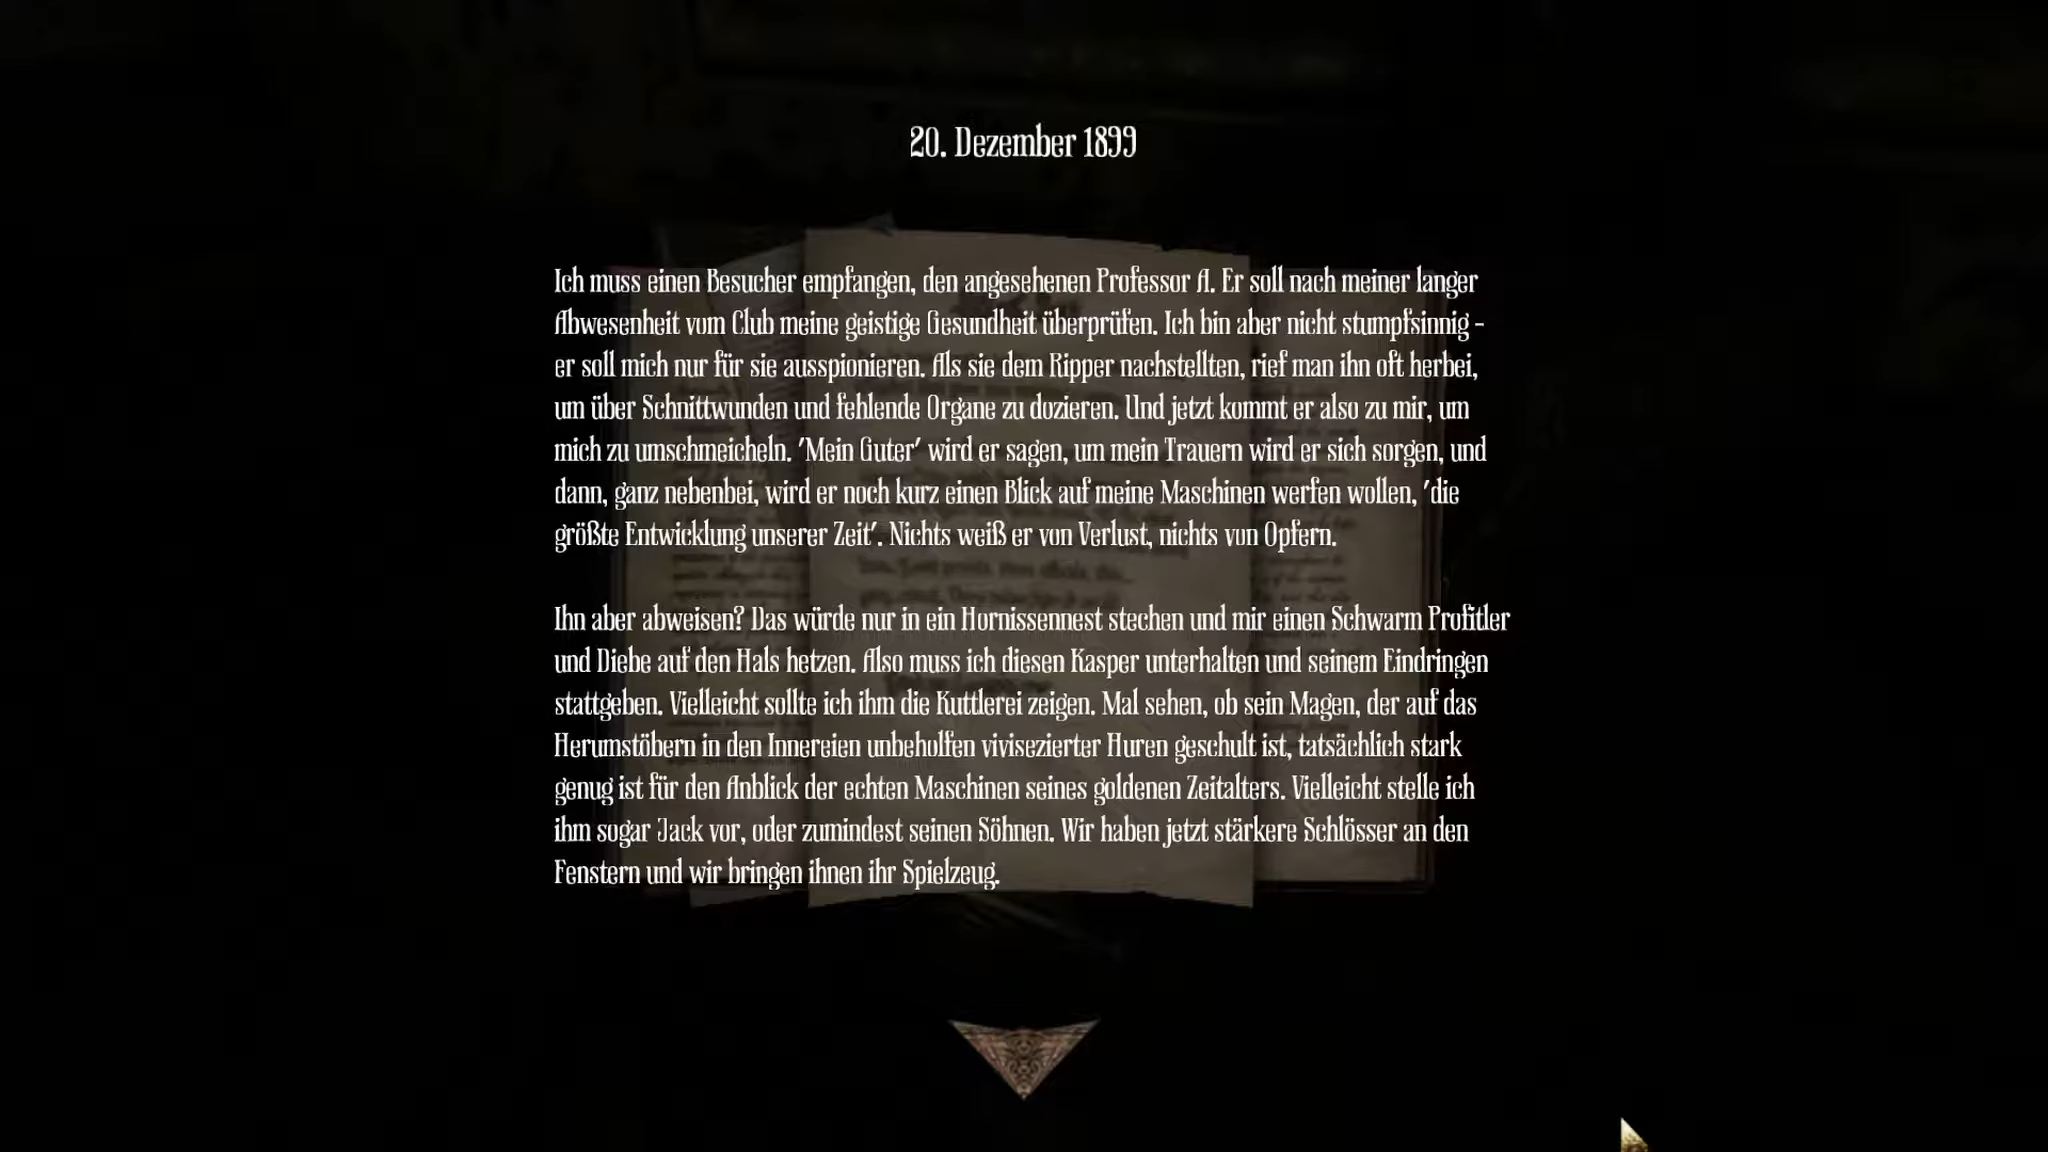 20. Dezember 1899
Ich muss einen Besucher empfangen, den angesehenen Professor A. Er soll nach meiner langer
Abwesenheit vom Club meine geistige Gesundheit überprüfen. Ich bin aber nicht stumpfsinnig -
er soll mich nur für sie ausspionieren. Als sie dem Ripper nachstellten, rief man ihn oft herbei,
um über Schnittwunden und fehlende Organe zu dozieren. Und jetzt kommt er also zu mir, um
mich zu umschmeicheln. 'Mein Guter' wird er sagen, um mein Trauern wird er sich sorgen, und
dann, ganz nebenbei, wird er noch kurz einen Blick auf meine Maschinen werfen wollen, 'die
größte Entwicklung unserer Zeit'. Nichts weiß er von Verlust, nichts von Opfern.
Ihn aber abweisen? Das würde nur in ein Hornissennest stechen und mir einen Schwarm Profitler
und Diebe auf den Hals hetzen. Also muss ich diesen Kasper unterhalten und seinem Eindringen
stattgeben. Vielleicht sollte ich ihm die Kuttlerei zeigen. Mal sehen, ob sein Magen, der auf das
Herumstöbern in den Innereien unbeholfen vivisezierter Huren geschult ist, tatsächlich stark
genug ist für den Anblick der echten Maschinen seines goldenen Zeitalters. Vielleicht stelle ich
ihm sogar Jack vor, oder zumindest seinen Söhnen. Wir haben jetzt stärkere Schlösser an den
Fenstern und wir bringen ihnen ihr Spielzeug.